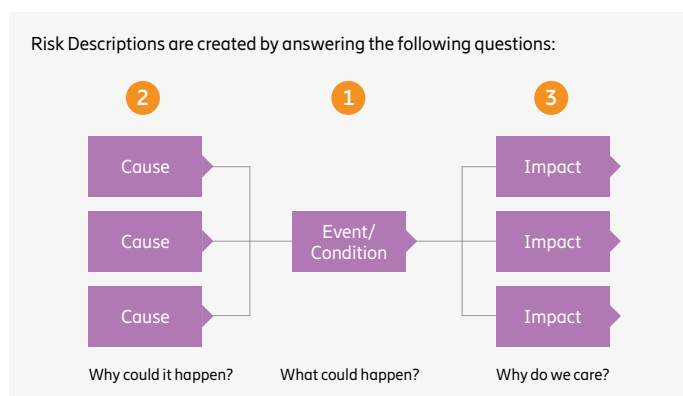 Risk Descriptions are created by answering the following questions:
2
1
3
Cause
Impact
Cause
Event/
Condition
Impact
Cause
Impact
Why could it happen?
What could happen?
Why do we care?